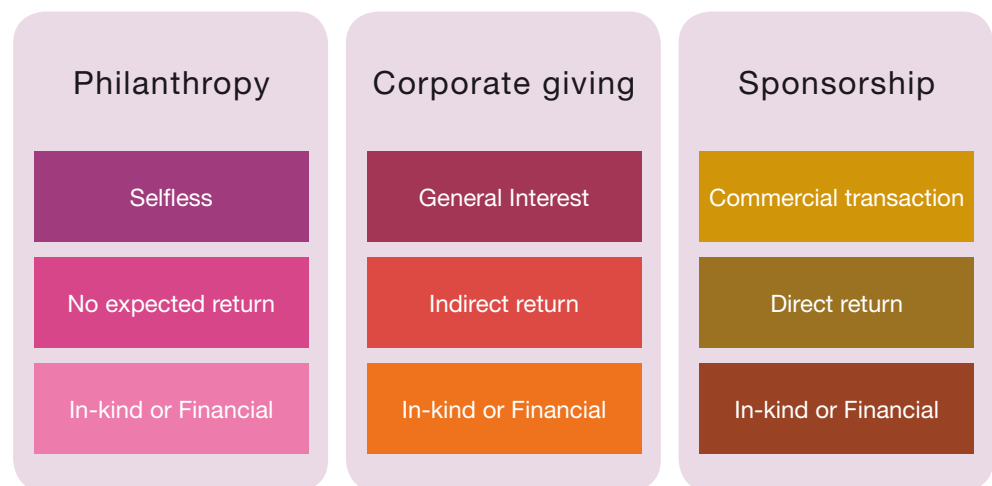 Philanthropy
Selfless
No expected return
In-kind or Financial
Corporate giving
General Interest
Indirect return
In-kind or Financial
Sponsorship
Commercial transaction
Direct return
In-kind or Financial